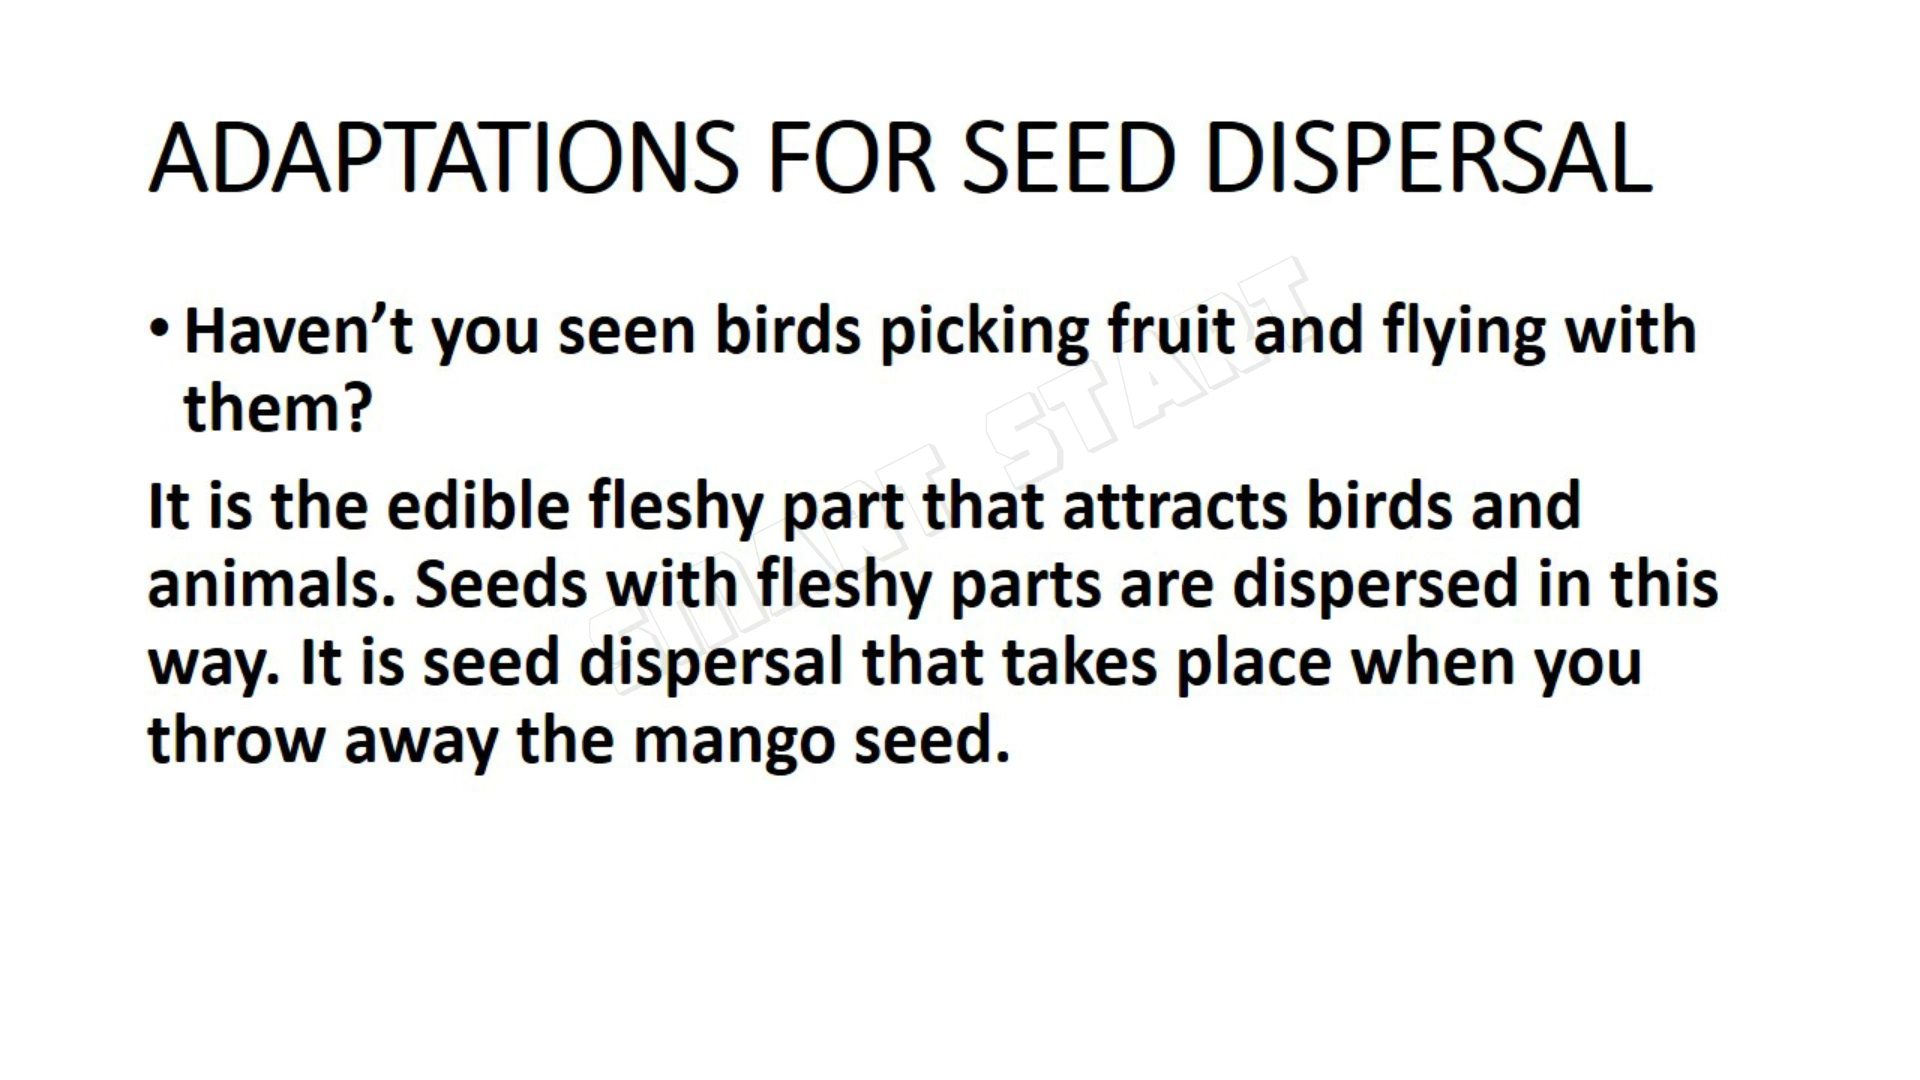 ADAPTATIONS FOR SEED DISPERSAL
• Haven’t you seen birds picking fruit and flying with
them?
It is the edible fleshy part that attracts birds and
animals. Seeds with fleshy parts are dispersed in this
way. It is seed dispersal that takes place when you
throw away the mango seed.
SMART START